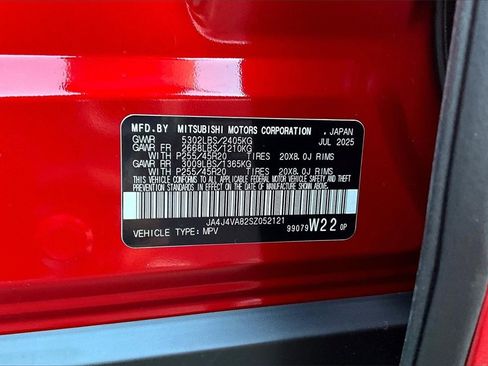 MFD.BY MITSUBISHI MOTORS CORPORATION , JAPAN
GVWR 5302LBS/2405KG JUL 2025
GAWR FR 2668LBS/1210KG
WITH P255/45R20 TIRES 20X8.0J RIMS
GAWR RR 3009LBS/1365KG
WITH P255/45R20 TIRES 20X8.0J RIMS
THIS VEHICLE CONFORMS TO ALL APPLICABLE FEDERAL MOTOR
VEHICLE SAFETY AND THEFT PREVENTION STANDARDS IN EFFECT
ON THE DATE OF MANUFACTURE SHOWN ABOVE.
JA4J4VA82SZ052121
VEHICLE TYPE: MPV 99079 W22 0P